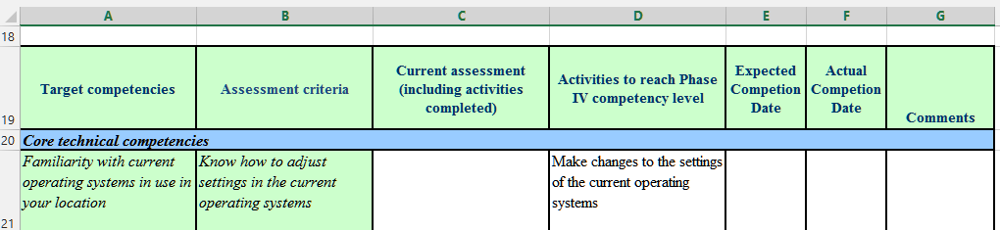 A B C D E F G
18
19
Target competencies
Assessment criteria
Current assessment
(including activities
completed)
Activities to reach Phase
IV competency level
Expected
Competion
Date
Actual
Competion
Date
Comments
20
Core technical competencies
21
Familiarity with current
operating systems in use in
your location
Know how to adjust
settings in the current
operating systems
Make changes to the settings
of the current operating
systems